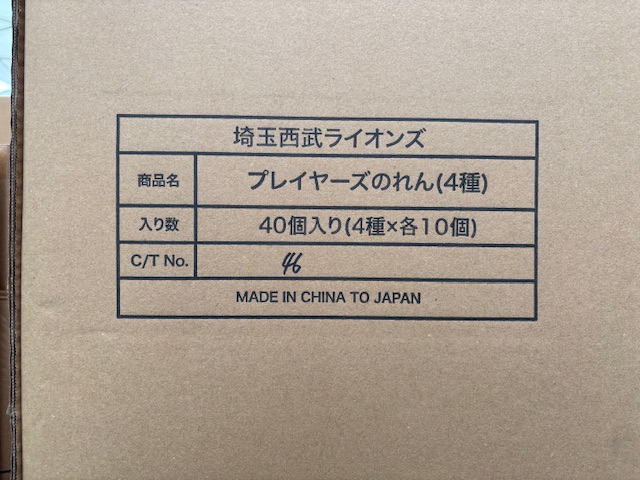 埼玉西武ライオンズ
商品名 プレイヤーズのれん(4種)
入り数 40個入り(4種×各10個)
C/T No. 46
MADE IN CHINA TO JAPAN